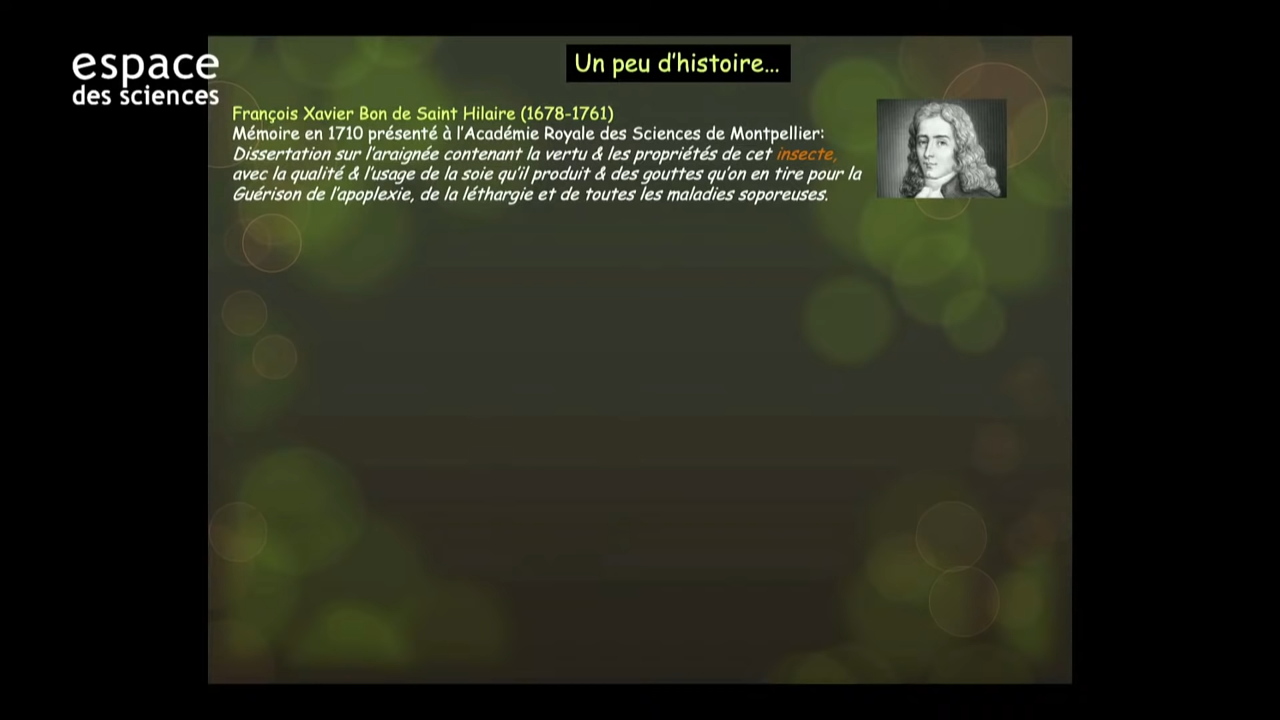 espace
des sciences
Un peu d'histoire...
François Xavier Bon de Saint Hilaire (1678-1761)
Mémoire en 1710 présenté à l'Académie Royale des Sciences de Montpellier:
Dissertation sur l'araignée contenant la vertu & les propriétés de cet insecte,
avec la qualité & l'usage de la soie qu'il produit & des gouttes qu'on en tire pour la
Guérison de l'apoplexie, de la léthargie et de toutes les maladies soporeuses.